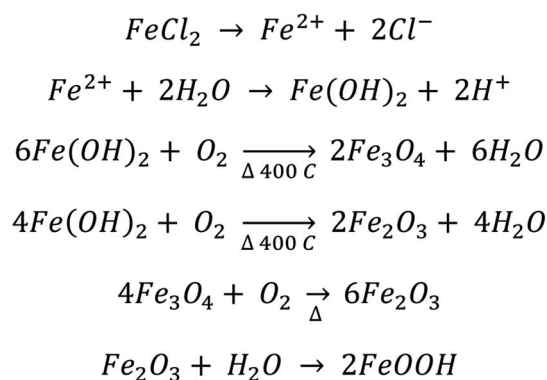 FeCl₂ → Fe²⁺ + 2Cl⁻
Fe²⁺ + 2H₂O → Fe(OH)₂ + 2H⁺
6Fe(OH)₂ + O₂ →Δ 400 C 2Fe₃O₄ + 6H₂O
4Fe(OH)₂ + O₂ →Δ 400 C 2Fe₂O₃ + 4H₂O
4Fe₃O₄ + O₂ →Δ 6Fe₂O₃
Fe₂O₃ + H₂O → 2FeOOH